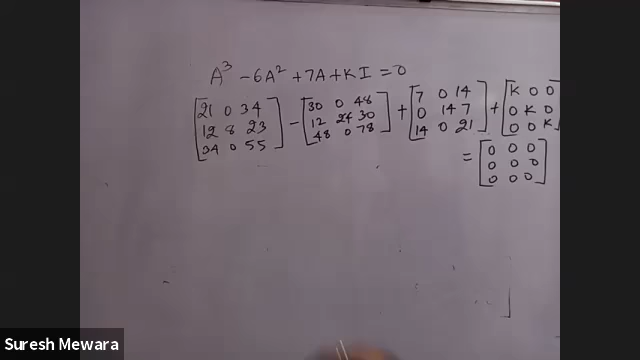 A³ - 6A² + 7A + KI = 0
[21 0 34] - [30 0 48] + [7 0 14] + [K 0 0]
[12 8 23] [12 24 30] [0 14 7] [0 K 0]
[34 0 55] [48 0 78] [14 0 21] [0 0 K]
= [0 0 0]
[0 0 0]
[0 0 0]
Suresh Mewara